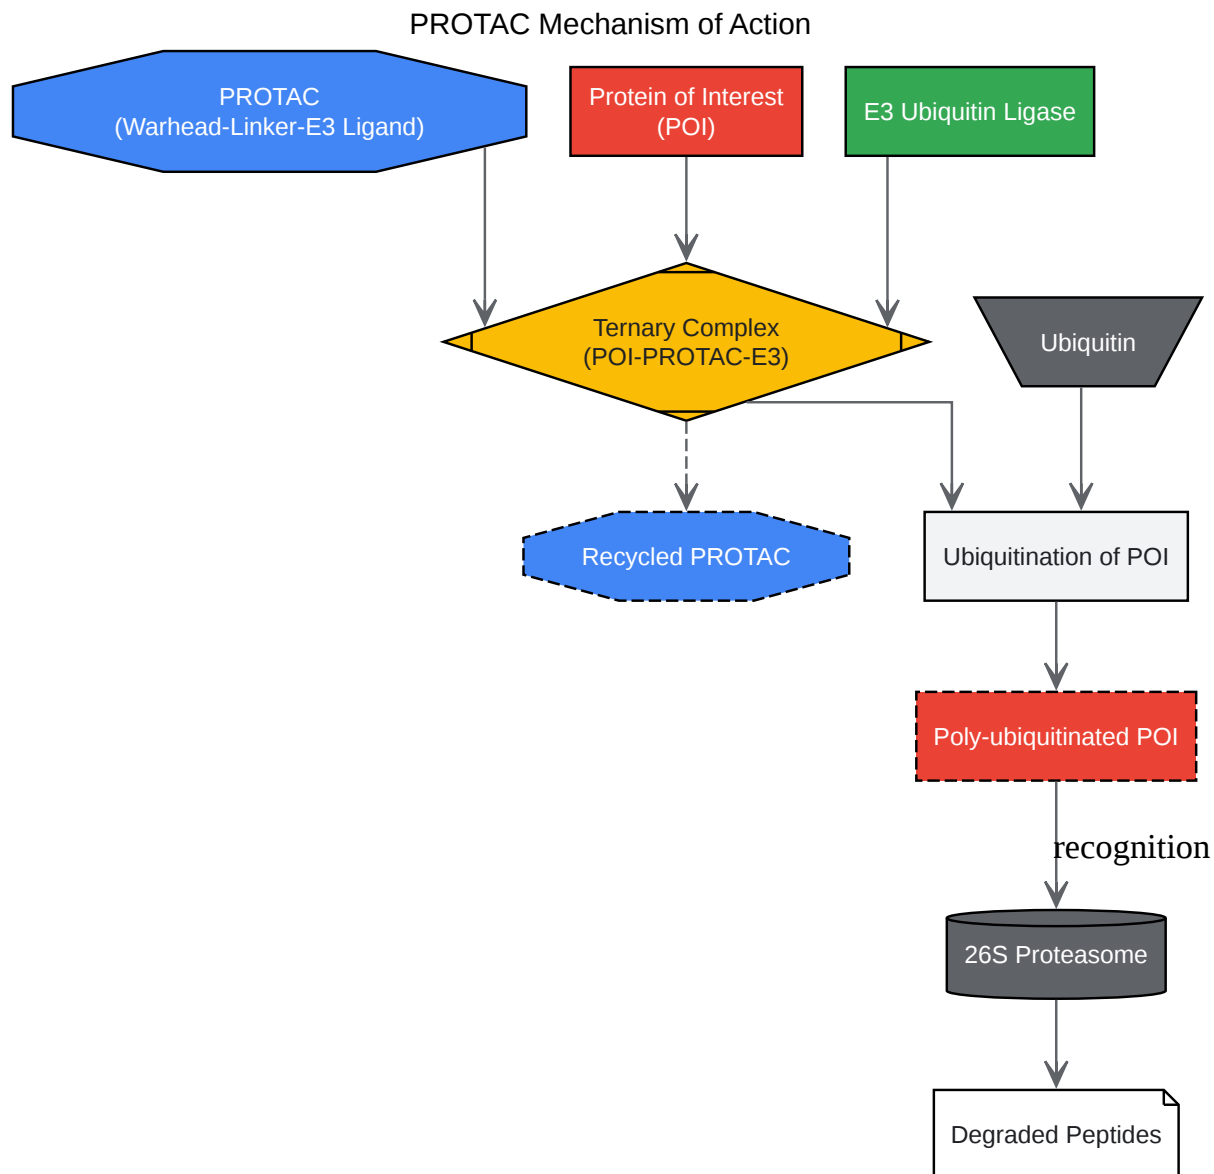 PROTAC Mechanism of Action
PROTAC
(Warhead-Linker-E3 Ligand)
Protein of Interest
(POI)
E3 Ubiquitin Ligase
Ternary Complex
(POI-PROTAC-E3)
Ubiquitin
Recycled PROTAC
Ubiquitination of POI
Poly-ubiquitinated POI
recognition
26S Proteasome
Degraded Peptides